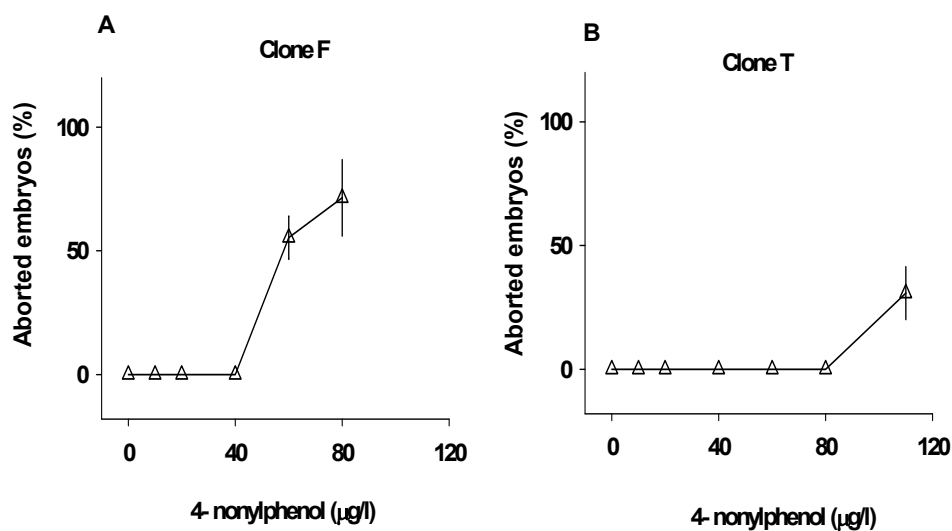 A
Clone F
Aborted embryos (%)
100
50
0
0 40 80 120
4- nonylphenol (µg/l)
B
Clone T
Aborted embryos (%)
100
50
0
0 40 80 120
4- nonylphenol (µg/l)